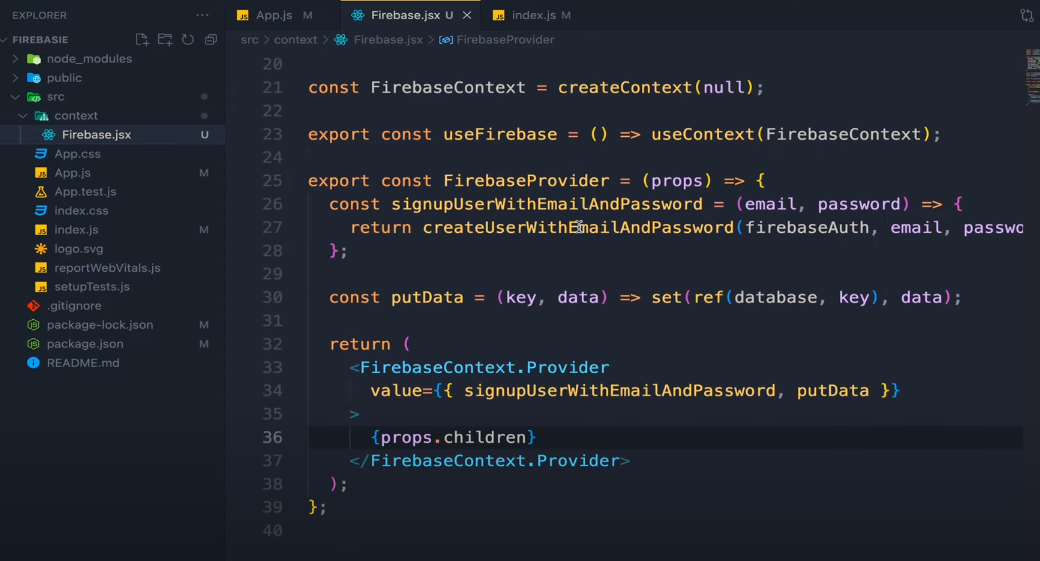 EXPLORER
FIREBASIE
node_modules
public
src
context
Firebase.jsx U
App.css
App.js M
App.test.js
index.css
index.js M
logo.svg
reportWebVitals.js
setupTests.js
.gitignore
package-lock.json M
package.json M
README.md
JS App.js M
Firebase.jsx U
JS index.js M
src > context > Firebase.jsx > FirebaseProvider
20
21 const FirebaseContext = createContext(null);
22
23 export const useFirebase = () => useContext(FirebaseContext);
24
25 export const FirebaseProvider = (props) => {
26 const signupUserWithEmailAndPassword = (email, password) => {
27 return createUserWithEmailAndPassword(firebaseAuth, email, passwo
28 };
29
30 const putData = (key, data) => set(ref(database, key), data);
31
32 return (
33 <FirebaseContext.Provider
34 value={{ signupUserWithEmailAndPassword, putData }}
35 >
36 {props.children}
37 </FirebaseContext.Provider>
38 );
39 };
40